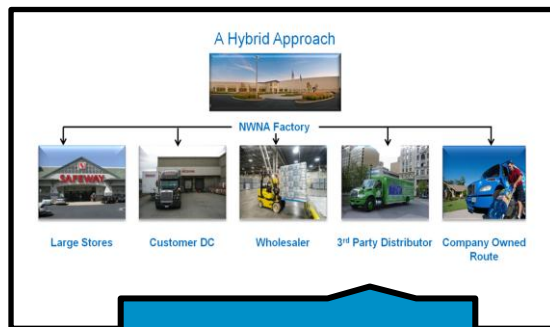 A Hybrid Approach
NWNA Factory
SAFEWAY
Large Stores
Customer DC
Wholesaler
3rd Party Distributor
Company Owned
Route